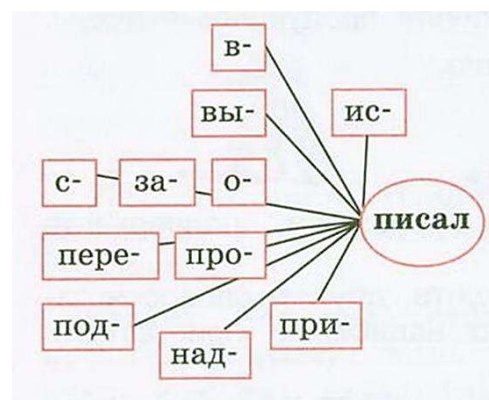 в-
вы-
ис-
с-
за-
о-
писал
пере-
про-
под-
при-
над-